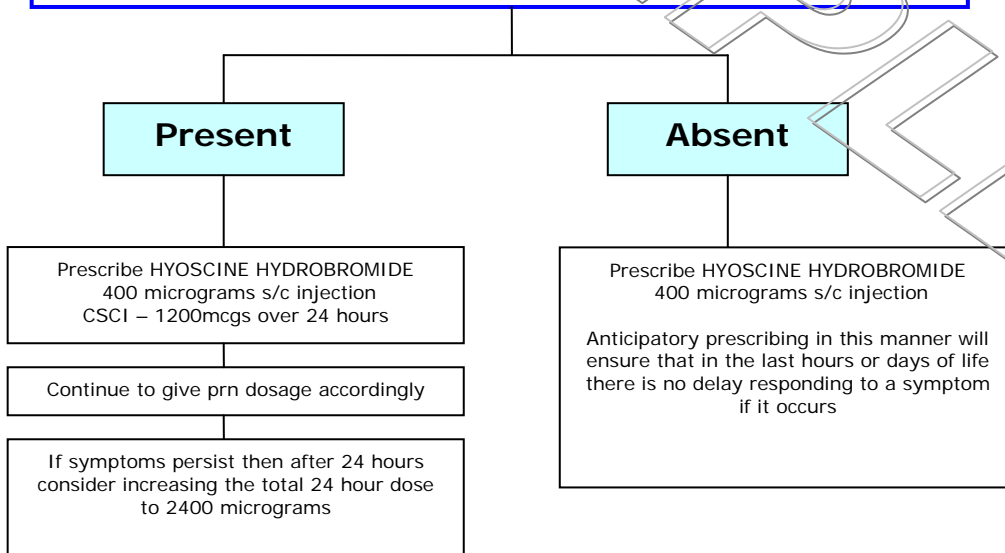 Present
Absent
Prescribe HYOSCINE HYDROBROMIDE
400 micrograms s/c injection
CSCI – 1200mcgs over 24 hours
Continue to give prn dosage accordingly
If symptoms persist then after 24 hours
consider increasing the total 24 hour dose
to 2400 micrograms
Prescribe HYOSCINE HYDROBROMIDE
400 micrograms s/c injection
Anticipatory prescribing in this manner will
ensure that in the last hours or days of life
there is no delay responding to a symptom
if it occurs